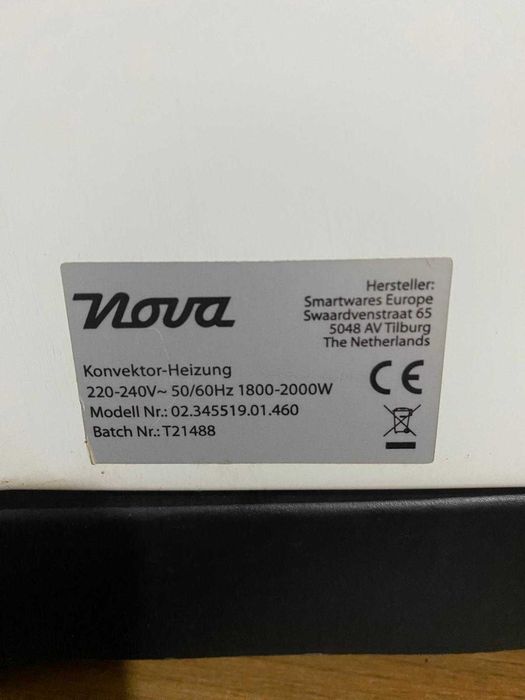 Nova
Hersteller:
Smartwares Europe
Swaardvenstraat 65
5048 AV Tilburg
The Netherlands
Konvektor-Heizung
220-240V~ 50/60Hz 1800-2000W
Modell Nr.: 02.345519.01.460
Batch Nr.: T21488
CE